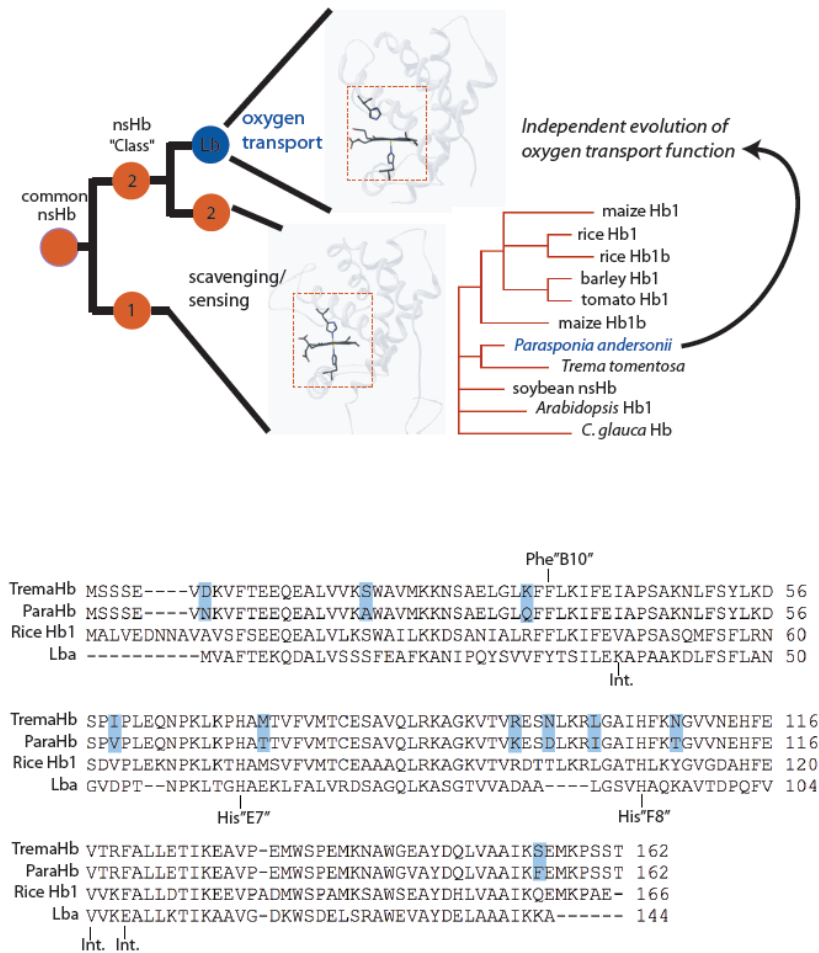 nsHb
"Class"
oxygen
transport
Lb
2
common
nsHb
2
scavenging/
sensing
1
Independent evolution of
oxygen transport function
maize Hb1
rice Hb1
rice Hb1b
barley Hb1
tomato Hb1
maize Hb1b
Parasponia andersonii
Trema tomentosa
soybean nsHb
Arabidopsis Hb1
C. glauca Hb
Phe"B10"
TremaHb MSSSE----VDKVFTEEQEALVVKSWAVMKKNSAELGLKFFLKIFEIAPSAKNLFSYLKD 56
ParaHb MSSSE----VNKVFTEEQEALVVKAWAVMKKNSAELGLQFFLKIFEIAPSAKNLFSYLKD 56
Rice Hb1 MALVEDNNAVAVSFSEEQEALVLKSWAILKKDSANIALRFFLKIFEVAPSASQMFSFLRN 60
Lba ----------MVAFTEKQDALVSSSFEAFKANIPQYSVVFYTSILEKAPAAKDLFSFLAN 50
Int.
TremaHb SPIPLEQNPKLKPHAMTVFVMTCESAVQLRKAGKVTVRESNLKRLGAIHFKNGVVNEHFE 116
ParaHb SPVPLEQNPKLKPHATTVFVMTCESAVQLRKAGKVTVKESDLKRIGAIHFKTGVVNEHFE 116
Rice Hb1 SDVPLEKNPKLKTHAMSVFVMTCEAAAQLRKAGKVTVRDTTLKRLGATHLKYGVGDAHFE 120
Lba GVDPT--NPKLTGHAEKLFALVRDSAGQLKASGTVVADAA----LGSVHAQKAVTDPQFV 104
His"E7"
His"F8"
TremaHb VTRFALLETIKEAVP-EMWSPEMKNAWGEAYDQLVAAIKSEMKPSST 162
ParaHb VTRFALLETIKEAVP-EMWSPEMKNAWGEAYDQLVAAIKFEMKPSST 162
Rice Hb1 VVKFALLDTIKEEVPADMWSPAMKSAWSEAYDHLVAAIKQEMKPAE- 166
Lba VVKEALLKTIKAAVG-DKWSDELSRAWEVAYDELAAAIKKA------ 144
Int. Int.